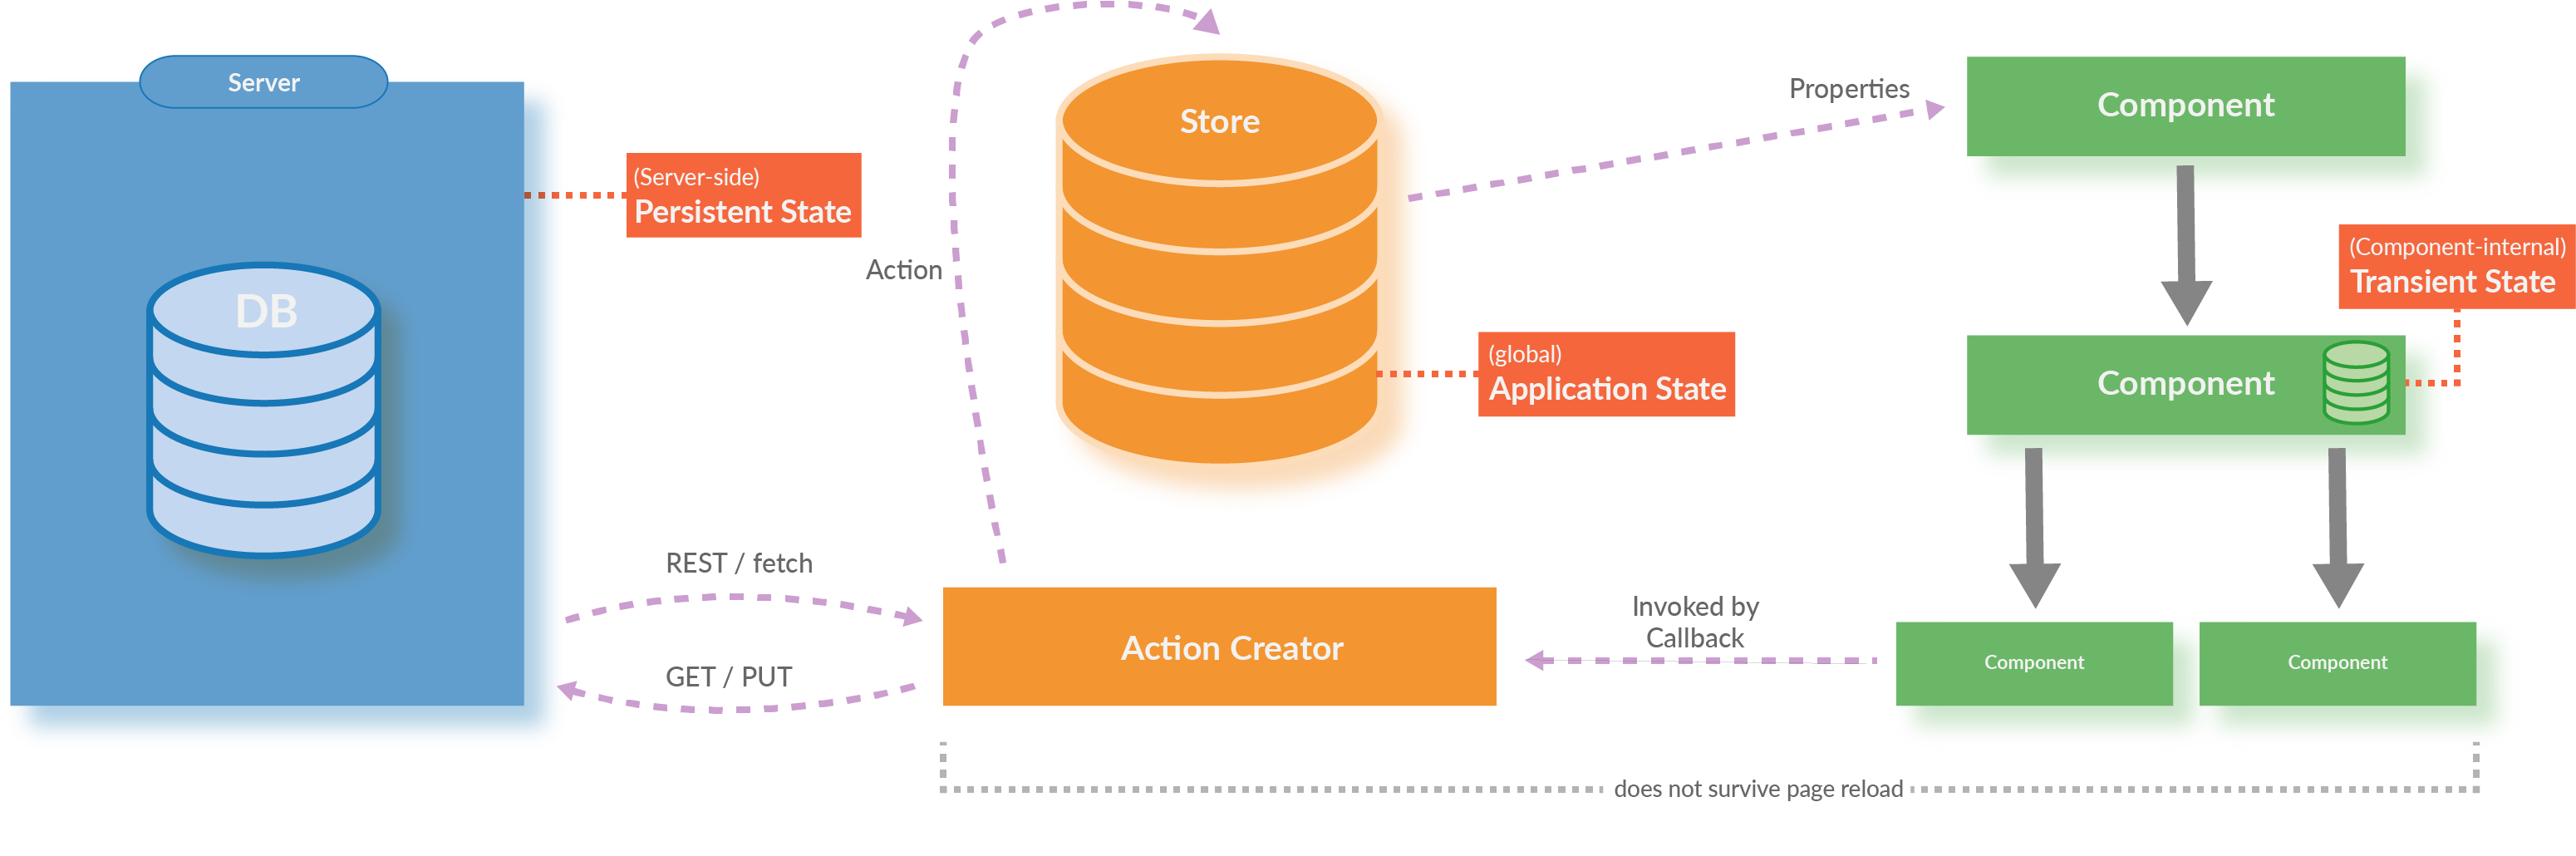 Server
DB
(Server-side)
Persistent State
Action
Store
(global)
Application State
Properties
Component
(Component-internal)
Transient State
Component
REST / fetch
GET / PUT
Action Creator
Invoked by
Callback
Component
Component
does not survive page reload